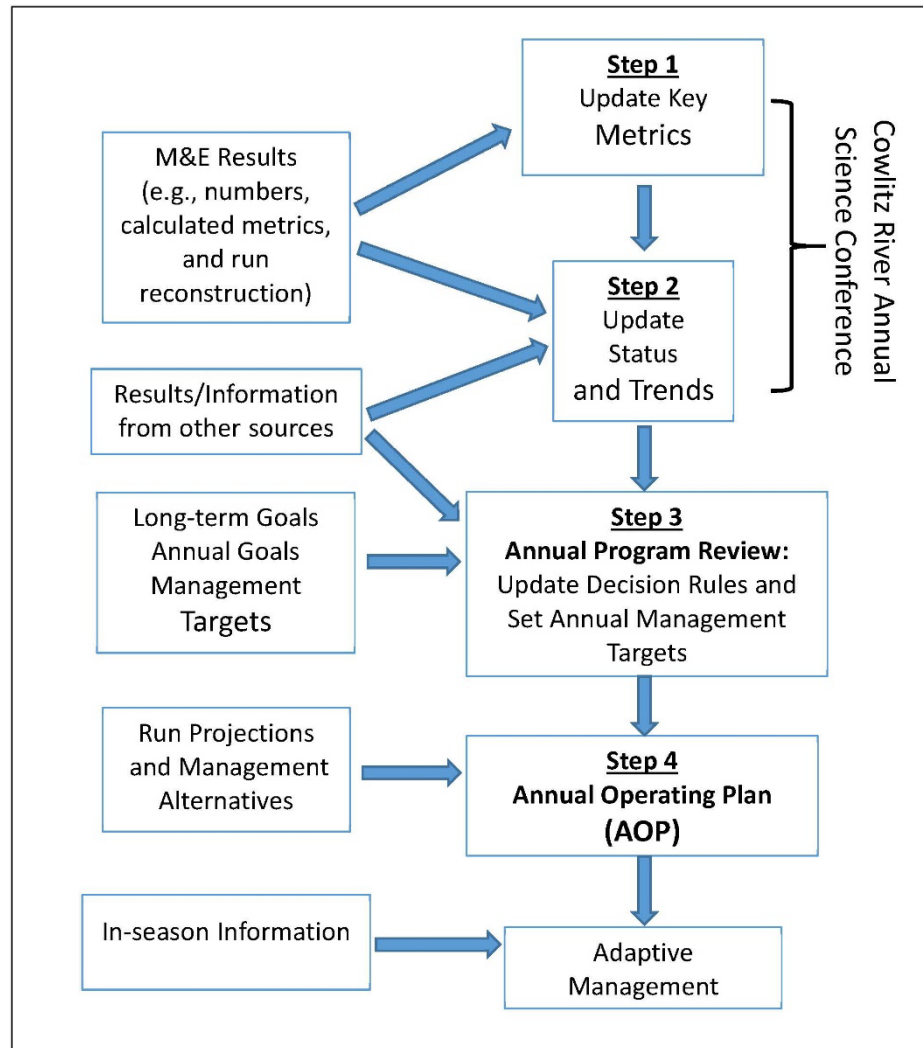 Step 1
Update Key
Metrics
M&E Results
(e.g., numbers,
calculated metrics,
and run
reconstruction)
Cowlitz River Annual
Science Conference
Step 2
Update
Status
and Trends
Results/Information
from other sources
Long-term Goals
Annual Goals
Management
Targets
Step 3
Annual Program Review:
Update Decision Rules and
Set Annual Management
Targets
Run Projections
and Management
Alternatives
Step 4
Annual Operating Plan
(AOP)
In-season Information
Adaptive
Management